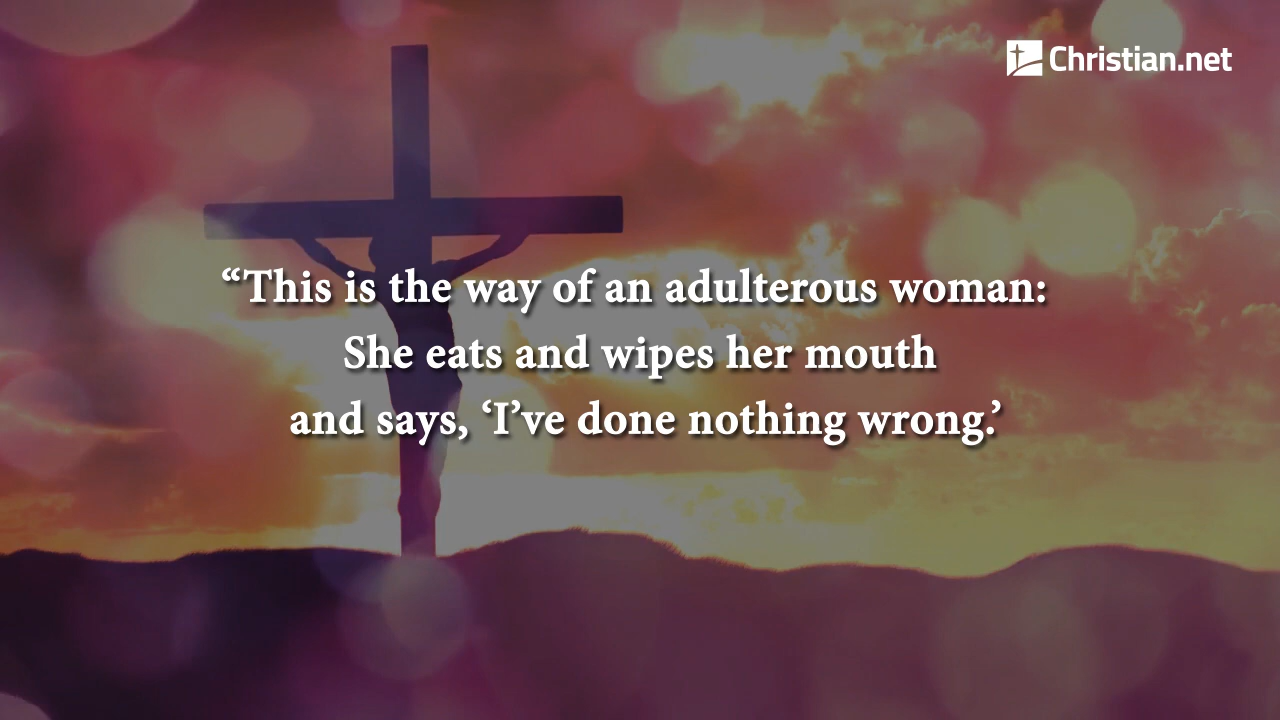 Christian.net
“This is the way of an adulterous woman:
She eats and wipes her mouth
and says, ‘I’ve done nothing wrong.’